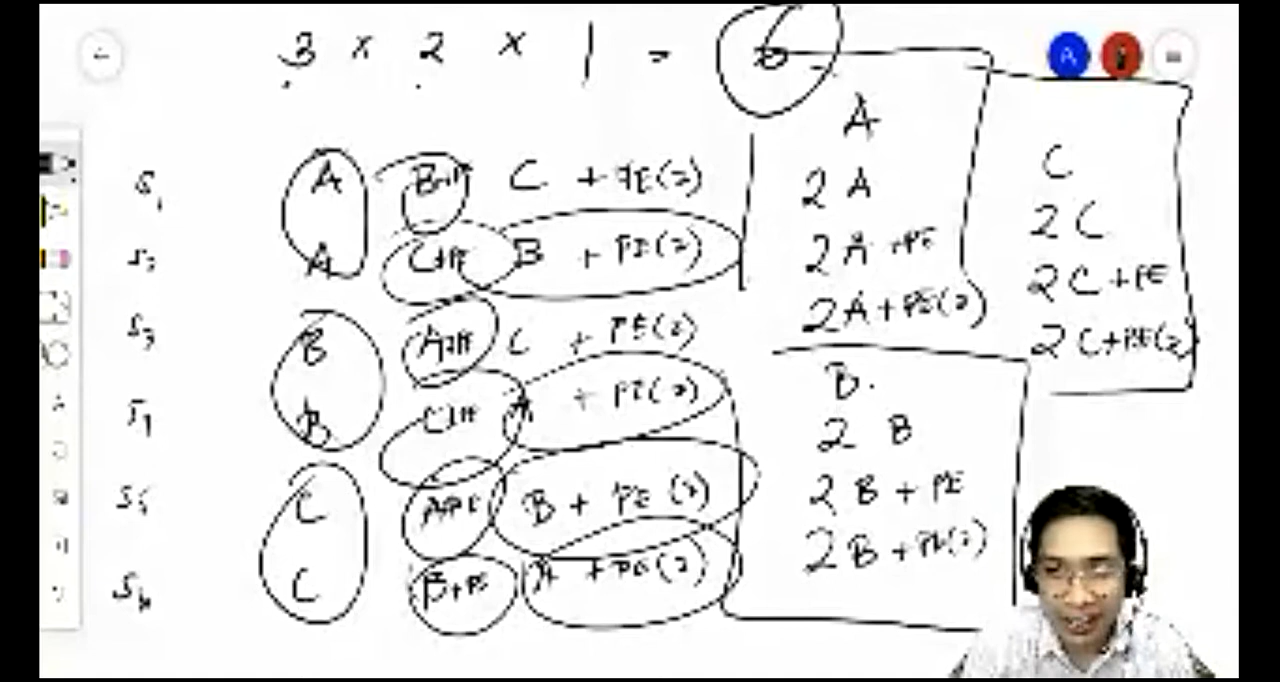 3 x 2 x 1 = 6
S1 A B+PE C + PE(2)
S2 A C+PE B + PE(2)
S3 B A+PE C + PE(2)
S4 B C+PE A + PE(2)
S5 C A+PE B + PE(2)
S6 C B+PE A + PE(2)
A
2 A
2 A + PE
2 A + PE(2)
C
2 C
2 C + PE
2 C + PE(2)
B.
2 B
2 B + PE
2 B + PE(2)
A